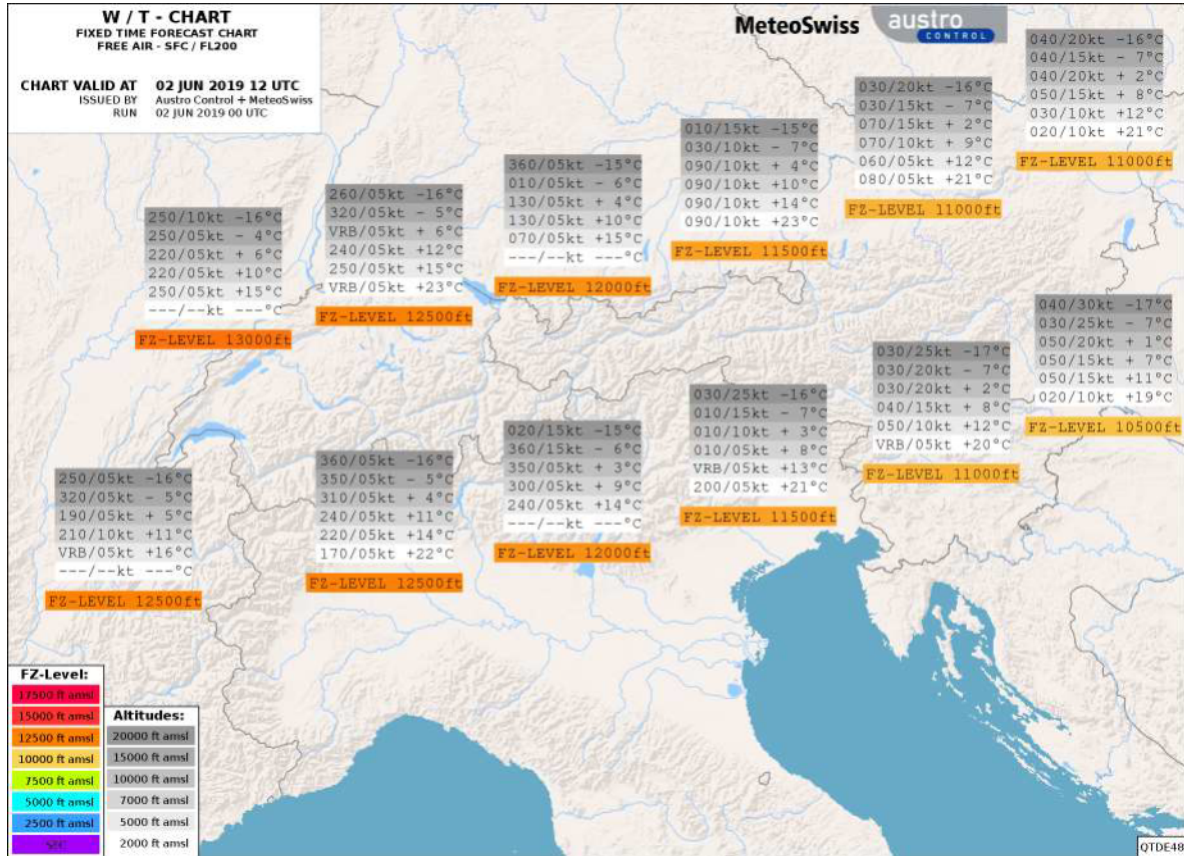 W / T - CHART
FIXED TIME FORECAST CHART
FREE AIR - SFC / FL200
CHART VALID AT 02 JUN 2019 12 UTC
ISSUED BY Austro Control + MeteoSwiss
RUN 02 JUN 2019 00 UTC
MeteoSwiss
austro
CONTROL
250/10kt -16°C
250/05kt - 4°C
220/05kt + 6°C
220/05kt +10°C
250/05kt +15°C
---/--kt ---°C
FZ-LEVEL 13000ft
260/05kt -16°C
320/05kt - 5°C
VRB/05kt + 6°C
240/05kt +12°C
250/05kt +15°C
VRB/05kt +23°C
FZ-LEVEL 12500ft
360/05kt -15°C
010/05kt - 6°C
130/05kt + 4°C
130/05kt +10°C
070/05kt +15°C
---/--kt ---°C
FZ-LEVEL 12000ft
010/15kt -15°C
030/10kt - 7°C
090/10kt + 4°C
090/10kt +10°C
090/10kt +14°C
090/10kt +23°C
FZ-LEVEL 11500ft
030/20kt -16°C
030/15kt - 7°C
070/15kt + 2°C
070/10kt + 9°C
060/05kt +12°C
080/05kt +21°C
FZ-LEVEL 11000ft
040/20kt -16°C
040/15kt - 7°C
040/20kt + 2°C
050/15kt + 8°C
030/10kt +12°C
020/10kt +21°C
FZ-LEVEL 11000ft
250/05kt -16°C
320/05kt - 5°C
190/05kt + 5°C
210/10kt +11°C
VRB/05kt +16°C
---/--kt ---°C
FZ-LEVEL 12500ft
360/05kt -16°C
350/05kt - 5°C
310/05kt + 4°C
240/05kt +11°C
220/05kt +14°C
170/05kt +22°C
FZ-LEVEL 12500ft
020/15kt -15°C
360/15kt - 6°C
350/05kt + 3°C
300/05kt + 9°C
240/05kt +14°C
---/--kt ---°C
FZ-LEVEL 12000ft
030/25kt -16°C
010/15kt - 7°C
010/10kt + 3°C
010/05kt + 8°C
VRB/05kt +13°C
200/05kt +21°C
FZ-LEVEL 11500ft
030/25kt -17°C
030/20kt - 7°C
030/20kt + 2°C
040/15kt + 8°C
050/10kt +12°C
VRB/05kt +20°C
FZ-LEVEL 11000ft
040/30kt -17°C
030/25kt - 7°C
050/20kt + 1°C
050/15kt + 7°C
050/15kt +11°C
020/10kt +19°C
FZ-LEVEL 10500ft
FZ-Level:
17500 ft amsl
15000 ft amsl
12500 ft amsl
10000 ft amsl
7500 ft amsl
5000 ft amsl
2500 ft amsl
SFC
Altitudes:
20000 ft amsl
15000 ft amsl
10000 ft amsl
7000 ft amsl
5000 ft amsl
2000 ft amsl
QTDE48